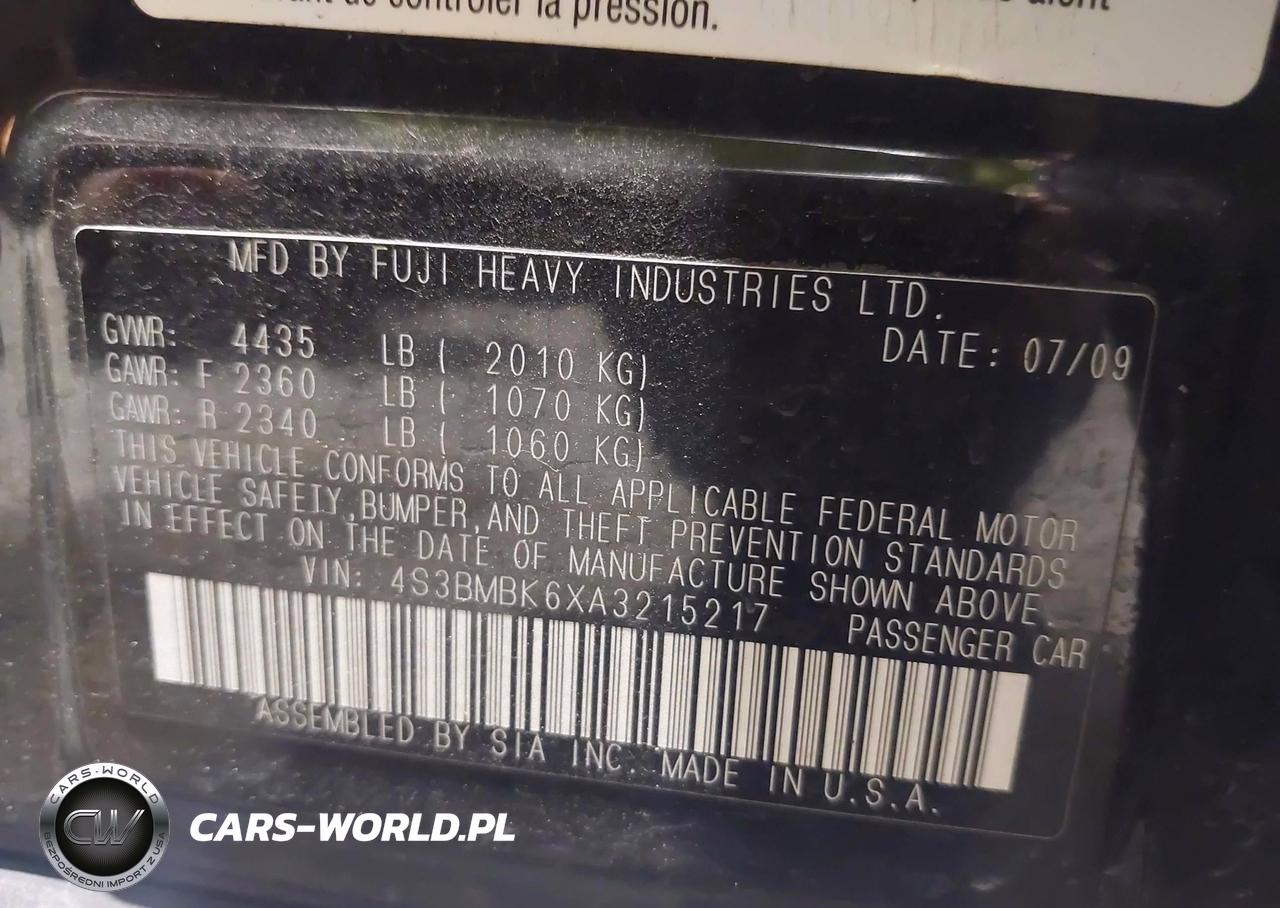 de contrôler la pression.
MFD BY FUJI HEAVY INDUSTRIES LTD.
DATE: 07/09
GVWR: 4435 LB ( 2010 KG)
GAWR: F 2360 LB ( 1070 KG)
GAWR: R 2340 LB ( 1060 KG)
THIS VEHICLE CONFORMS TO ALL APPLICABLE FEDERAL MOTOR
VEHICLE SAFETY,BUMPER,AND THEFT PREVENTION STANDARDS
IN EFFECT ON THE DATE OF MANUFACTURE SHOWN ABOVE.
VIN: 4S3BMBK6XA3215217 PASSENGER CAR
ASSEMBLED BY SIA INC. MADE IN U.S.A.
CARS-WORLD
CW
BEZPOŚREDNI IMPORT Z USA
CARS-WORLD.PL